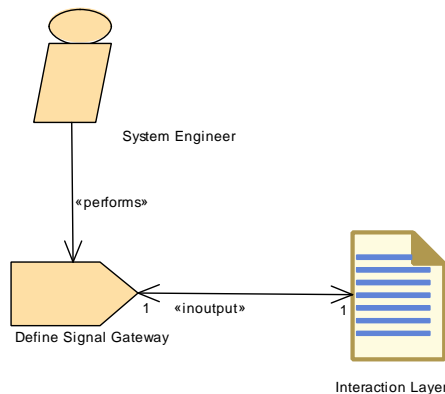 System Engineer
«performs»
1
«inoutput»
1
Define Signal Gateway
Interaction Layer